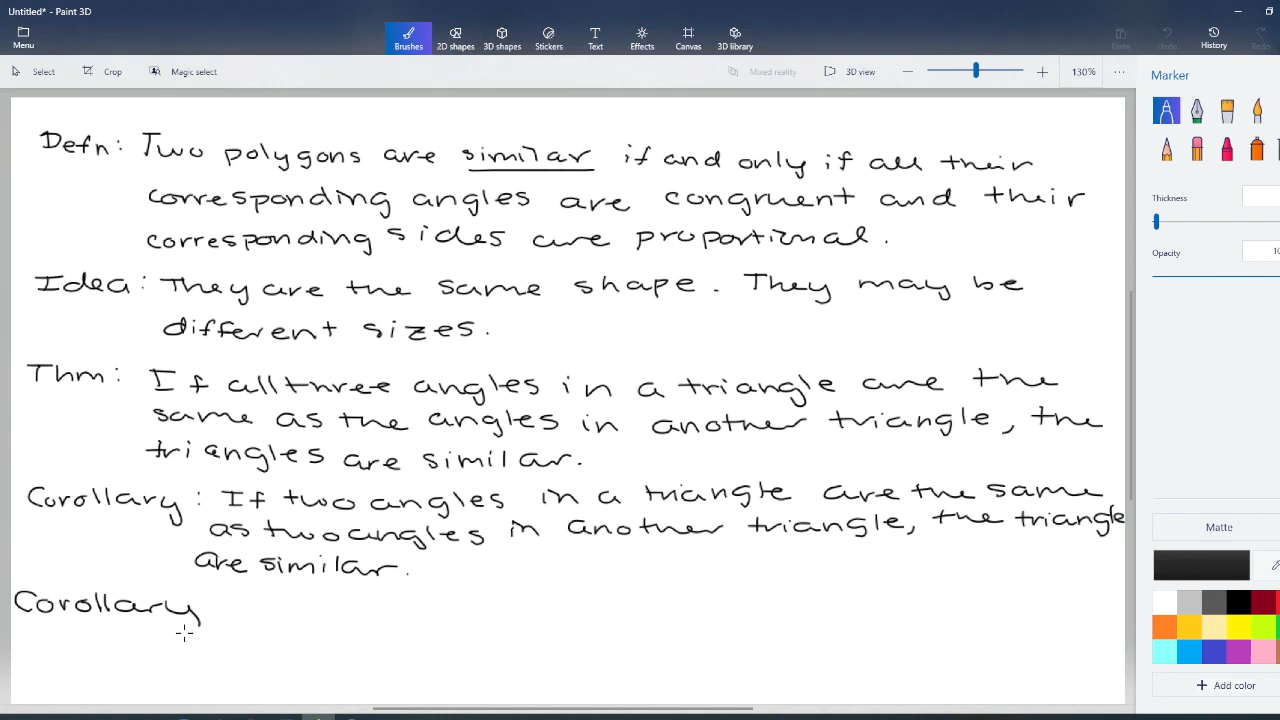 Untitled* - Paint 3D
Menu
Brushes 2D shapes 3D shapes Stickers Text Effects Canvas 3D library Paste Undo History Redo
Select Crop Magic select Mixed reality 3D view 130%
Marker
Thickness
Opacity
Matte
Add color
Defn: Two polygons are similar if and only if all their
corresponding angles are congruent and their
corresponding sides are proportional.
Idea: They are the same shape. They may be
different sizes.
Thm: If all three angles in a triangle are the
same as the angles in another triangle, the
triangles are similar.
Corollary: If two angles in a triangle are the same
as two angles in another triangle, the triangle
are similar.
Corollary